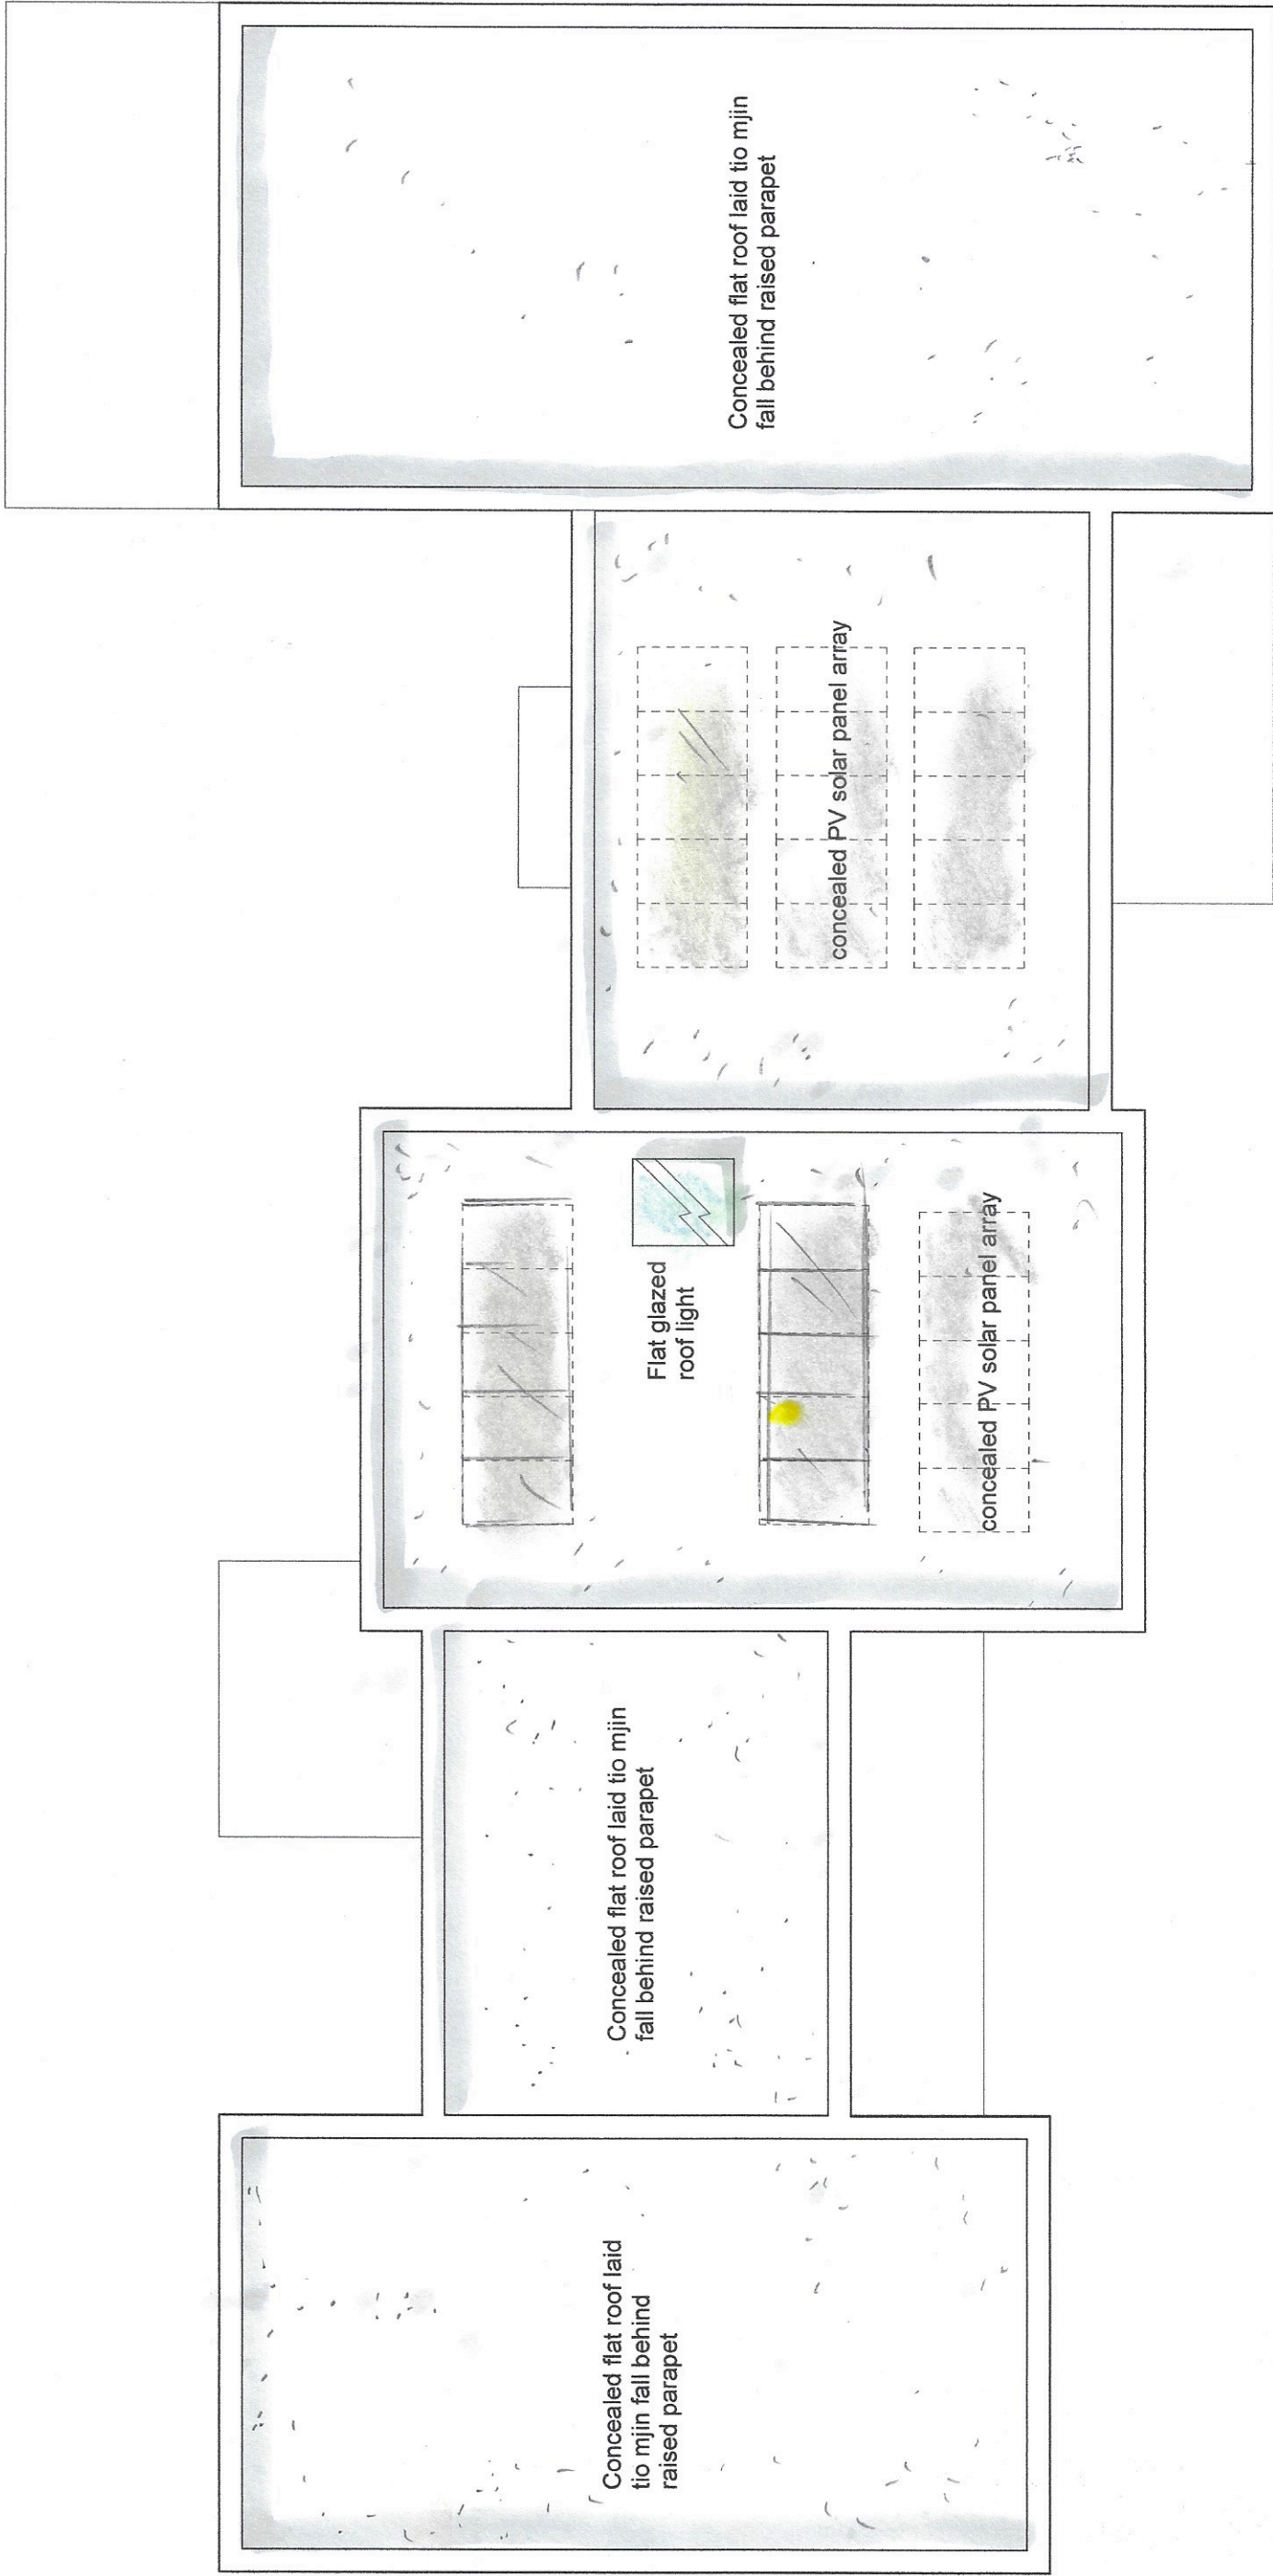 Concealed flat roof laid
tio mjin fall behind
raised parapet
Concealed flat roof laid tio mjin
fall behind raised parapet
Flat glazed
roof light
concealed PV solar panel array
concealed PV solar panel array
Concealed flat roof laid tio mjin
fall behind raised parapet